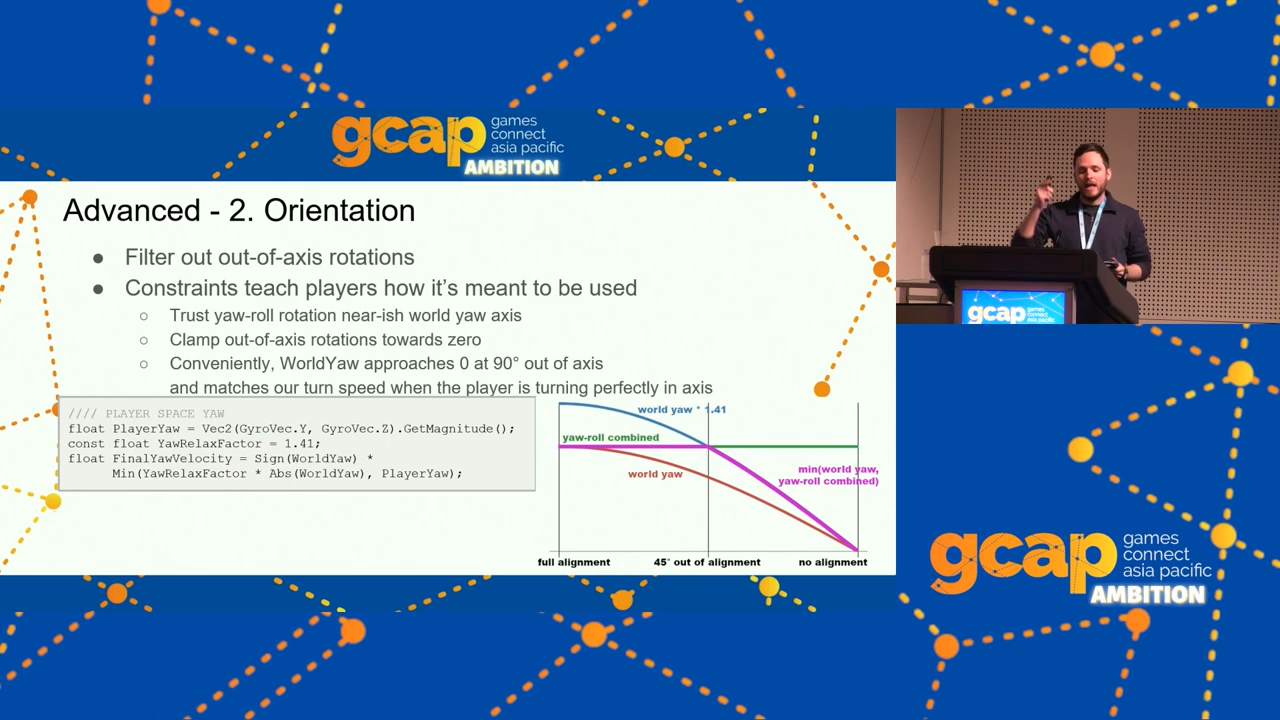 gcap
games
connect
asia pacific
AMBITION
Advanced - 2. Orientation
● Filter out out-of-axis rotations
● Constraints teach players how it's meant to be used
○ Trust yaw-roll rotation near-ish world yaw axis
○ Clamp out-of-axis rotations towards zero
○ Conveniently, WorldYaw approaches 0 at 90° out of axis
and matches our turn speed when the player is turning perfectly in axis
//// PLAYER SPACE YAW
float PlayerYaw = Vec2(GyroVec.Y, GyroVec.Z).GetMagnitude();
const float YawRelaxFactor = 1.41;
float FinalYawVelocity = Sign(WorldYaw) *
Min(YawRelaxFactor * Abs(WorldYaw), PlayerYaw);
world yaw * 1.41
yaw-roll combined
world yaw
min(world yaw,
yaw-roll combined)
full alignment
45° out of alignment
no alignment
gcap
games
connect
asia pacific
gcap
games
connect
asia pacific
AMBITION